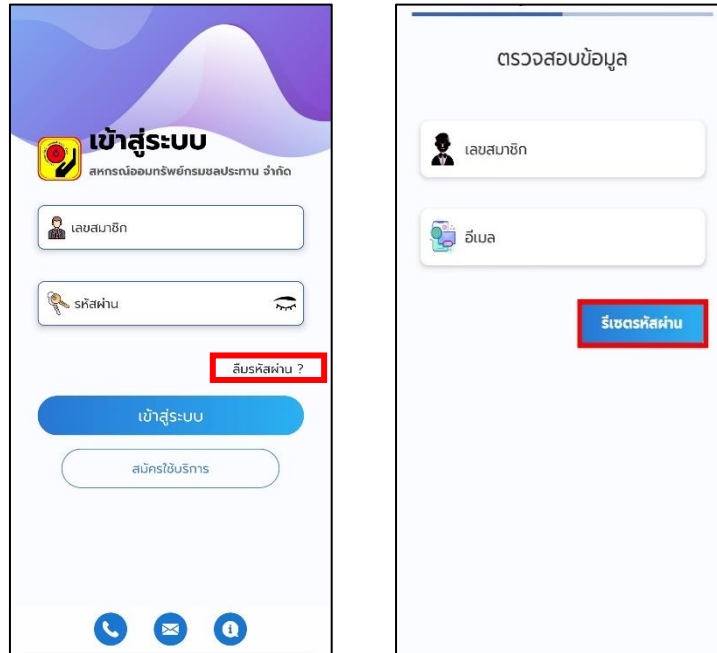 เข้าสู่ระบบ
สหกรณ์ออมทรัพย์กรมชลประทาน จำกัด
เลขสมาชิก
รหัสผ่าน
ลืมรหัสผ่าน ?
เข้าสู่ระบบ
สมัครใช้บริการ
ตรวจสอบข้อมูล
เลขสมาชิก
อีเมล
รีเซตรหัสผ่าน